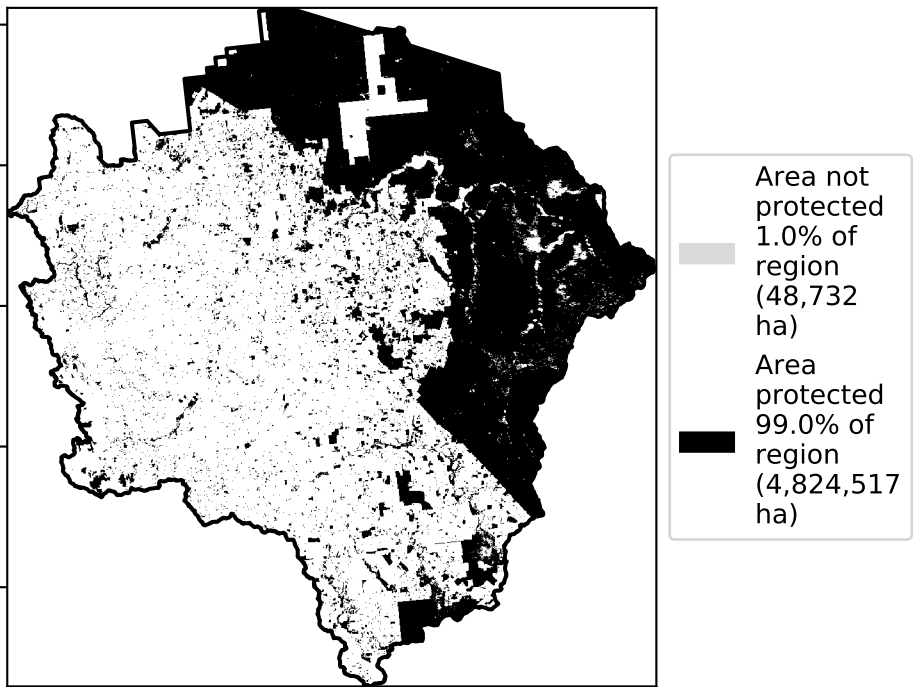 Area not
protected
1.0% of
region
(48,732
ha)
Area
protected
99.0% of
region
(4,824,517
ha)